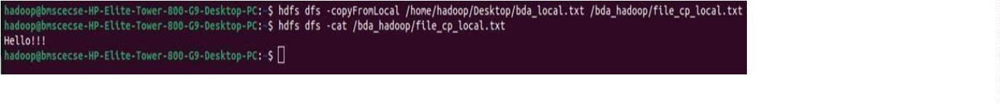 hadoop@bmscecse-HP-Elite-Tower-800-G9-Desktop-PC:~$ hdfs dfs -copyFromLocal /home/hadoop/Desktop/bda_local.txt /bda_hadoop/file_cp_local.txt
hadoop@bmscecse-HP-Elite-Tower-800-G9-Desktop-PC:~$ hdfs dfs -cat /bda_hadoop/file_cp_local.txt
Hello!!!
hadoop@bmscecse-HP-Elite-Tower-800-G9-Desktop-PC:~$